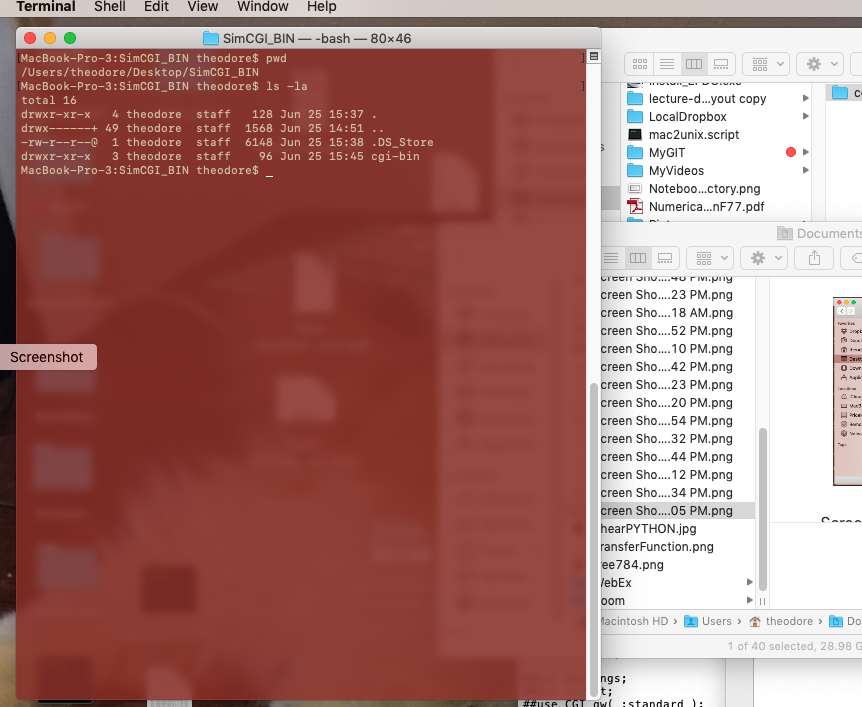 Terminal Shell Edit View Window Help
SimCGI_BIN — -bash — 80×46
[MacBook-Pro-3:SimCGI_BIN theodore$ pwd ]
/Users/theodore/Desktop/SimCGI_BIN
[MacBook-Pro-3:SimCGI_BIN theodore$ ls -la ]
total 16
drwxr-xr-x 4 theodore staff 128 Jun 25 15:37 .
drwx------+ 49 theodore staff 1568 Jun 25 14:51 ..
-rw-r--r--@ 1 theodore staff 6148 Jun 25 15:38 .DS_Store
drwxr-xr-x 3 theodore staff 96 Jun 25 15:45 cgi-bin
MacBook-Pro-3:SimCGI_BIN theodore$ _
Screenshot
lecture-d...yout copy
LocalDropbox
mac2unix.script
MyGIT
MyVideos
Noteboo...ctory.png
Numerica...nF77.pdf
Documents
creen Sho....48 PM.png
creen Sho....23 PM.png
creen Sho....18 AM.png
creen Sho....52 PM.png
creen Sho....10 PM.png
creen Sho....42 PM.png
creen Sho....23 PM.png
creen Sho....20 PM.png
creen Sho....54 PM.png
creen Sho....32 PM.png
creen Sho....44 PM.png
creen Sho....12 PM.png
creen Sho....34 PM.png
creen Sho....05 PM.png
hearPYTHON.jpg
ransferFunction.png
ree784.png
WebEx
oom
Macintosh HD › Users › theodore › Do
1 of 40 selected, 28.98 G
ngs;
t;
##use CGI qw( :standard );